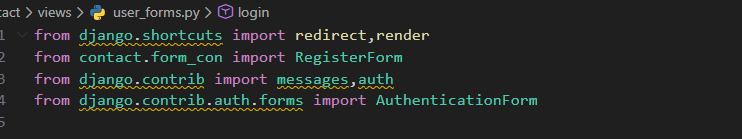 tact > views > user_forms.py > login
1 from django.shortcuts import redirect,render
2 from contact.form_con import RegisterForm
3 from django.contrib import messages,auth
4 from django.contrib.auth.forms import AuthenticationForm
5